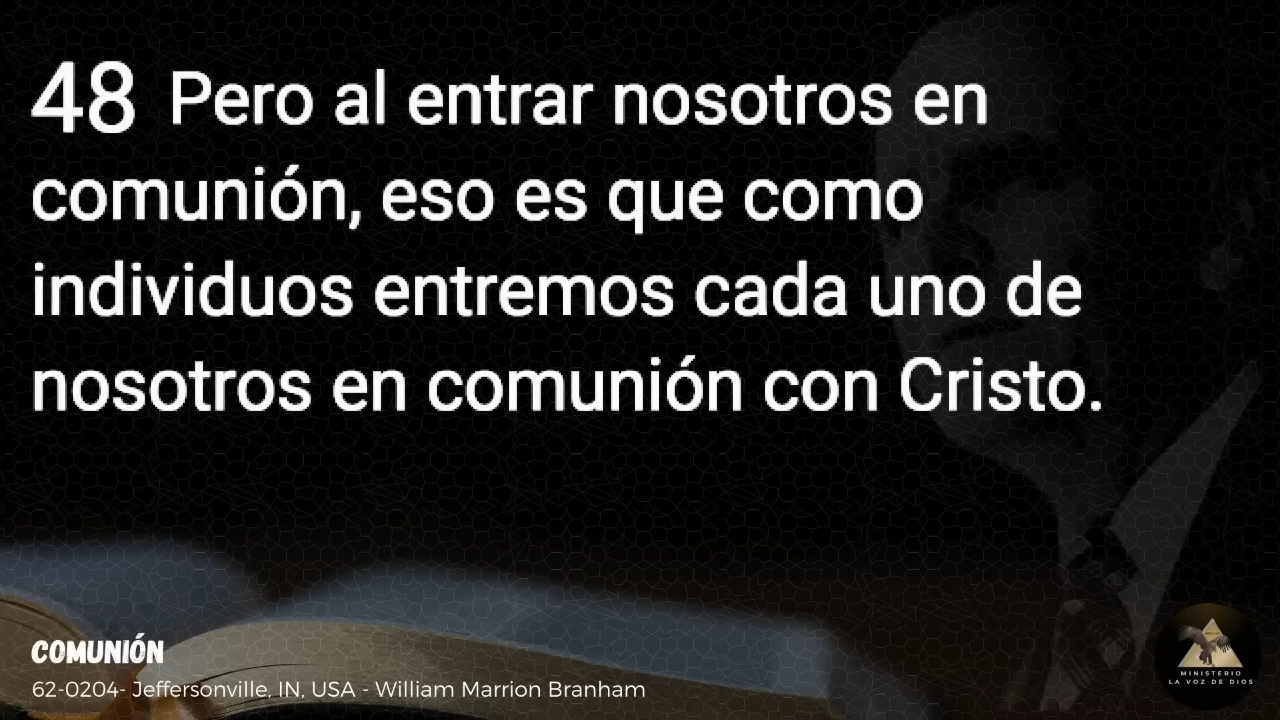 48 Pero al entrar nosotros en
comunión, eso es que como
individuos entremos cada uno de
nosotros en comunión con Cristo.
COMUNIÓN
62-0204- Jeffersonville, IN, USA - William Marrion Branham
MINISTERIO
LA VOZ DE DIOS